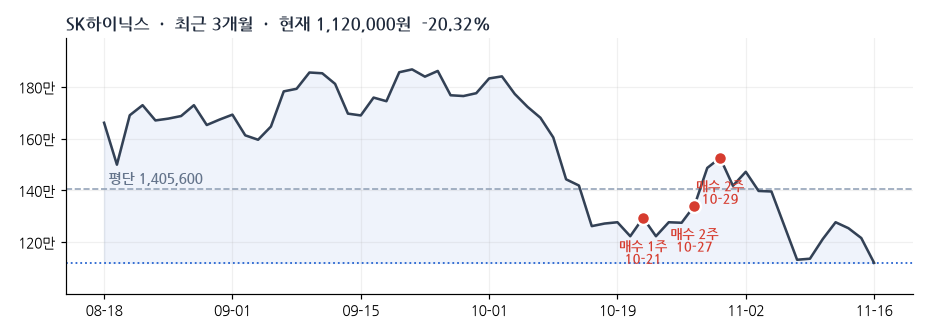 SK하이닉스 · 최근 3개월 · 현재 1,120,000원 -20.32%
180만
160만
평단 1,405,600
140만
매수 2주
10-29
매수 2주
10-27
매수 1주
10-21
120만
08-18
09-01
09-15
10-01
10-19
11-02
11-16